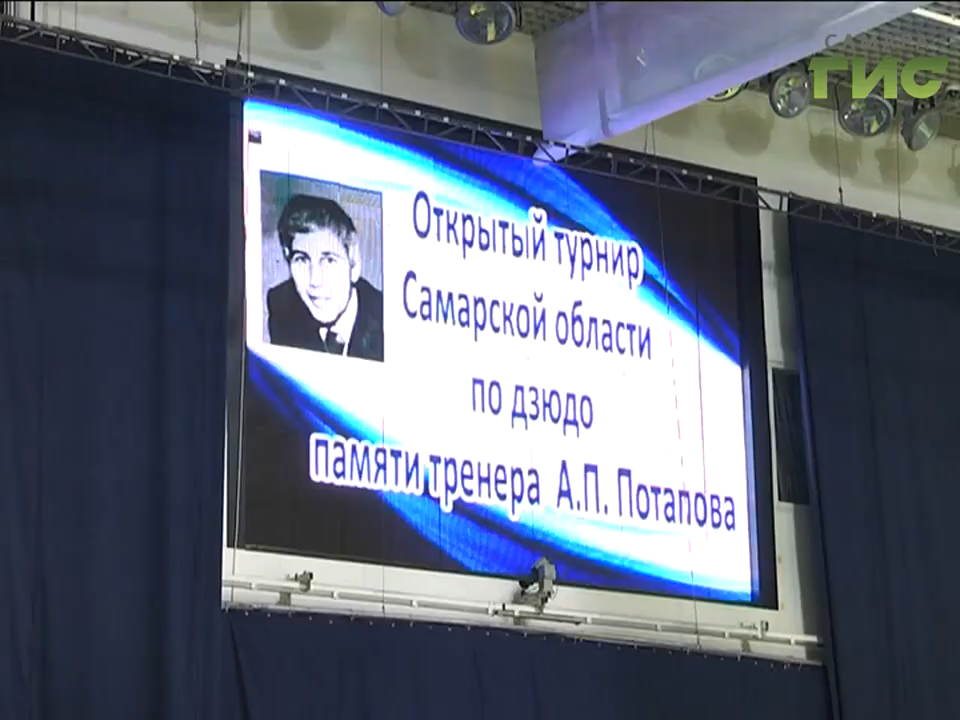 ГИС
Открытый турнир
Самарской области
по дзюдо
памяти тренера А.П. Потапова